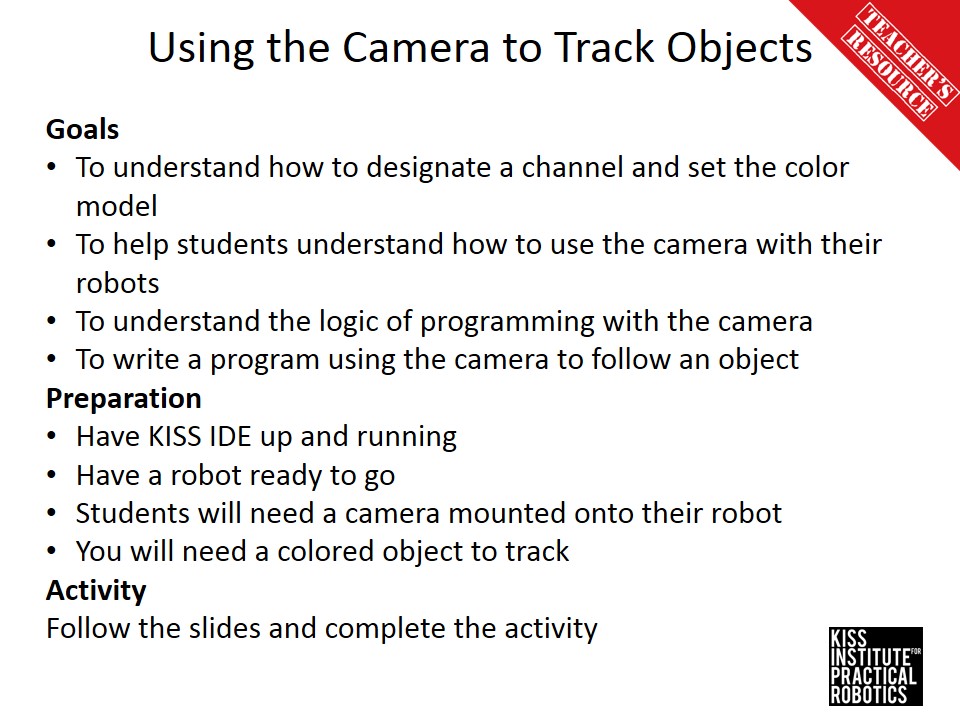 Using the Camera to Track Objects
TEACHER'S
RESOURCE
Goals
• To understand how to designate a channel and set the color
model
• To help students understand how to use the camera with their
robots
• To understand the logic of programming with the camera
• To write a program using the camera to follow an object
Preparation
• Have KISS IDE up and running
• Have a robot ready to go
• Students will need a camera mounted onto their robot
• You will need a colored object to track
Activity
Follow the slides and complete the activity
KISS
INSTITUTE FOR
PRACTICAL
ROBOTICS